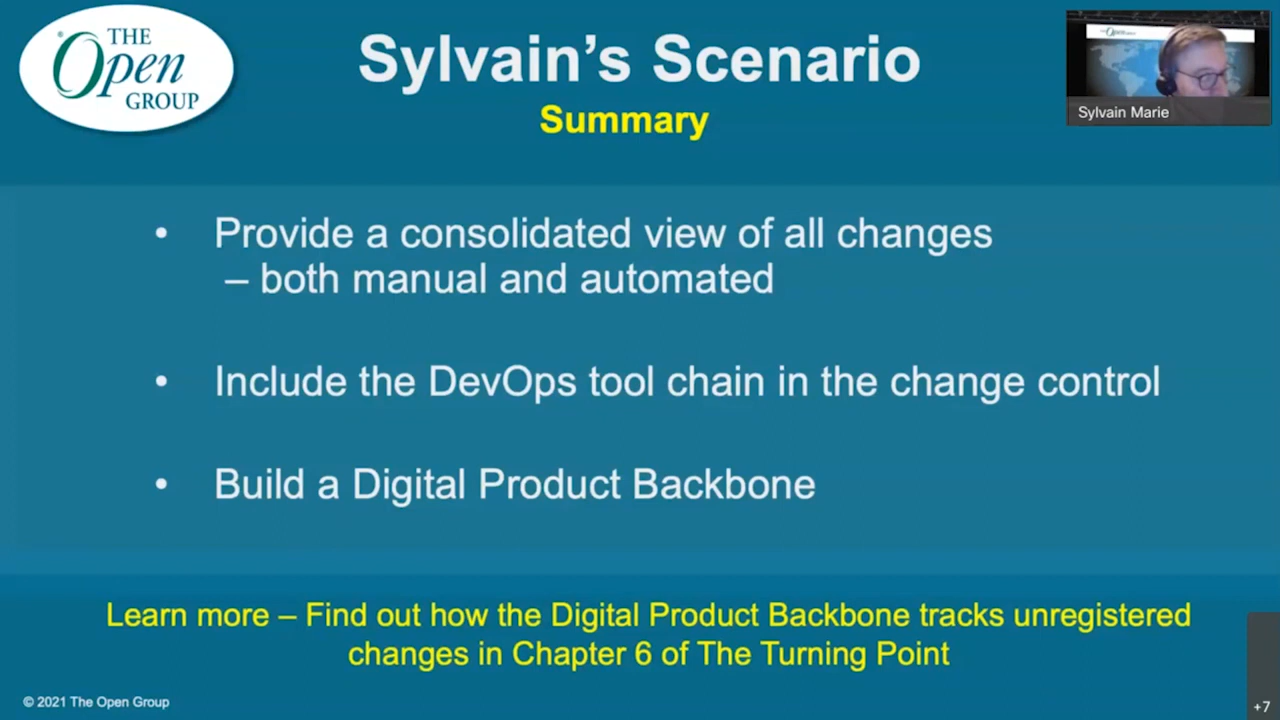 THE
Open
GROUP
Sylvain’s Scenario
Summary
Sylvain Marie
• Provide a consolidated view of all changes
– both manual and automated
• Include the DevOps tool chain in the change control
• Build a Digital Product Backbone
Learn more – Find out how the Digital Product Backbone tracks unregistered
changes in Chapter 6 of The Turning Point
© 2021 The Open Group
+7